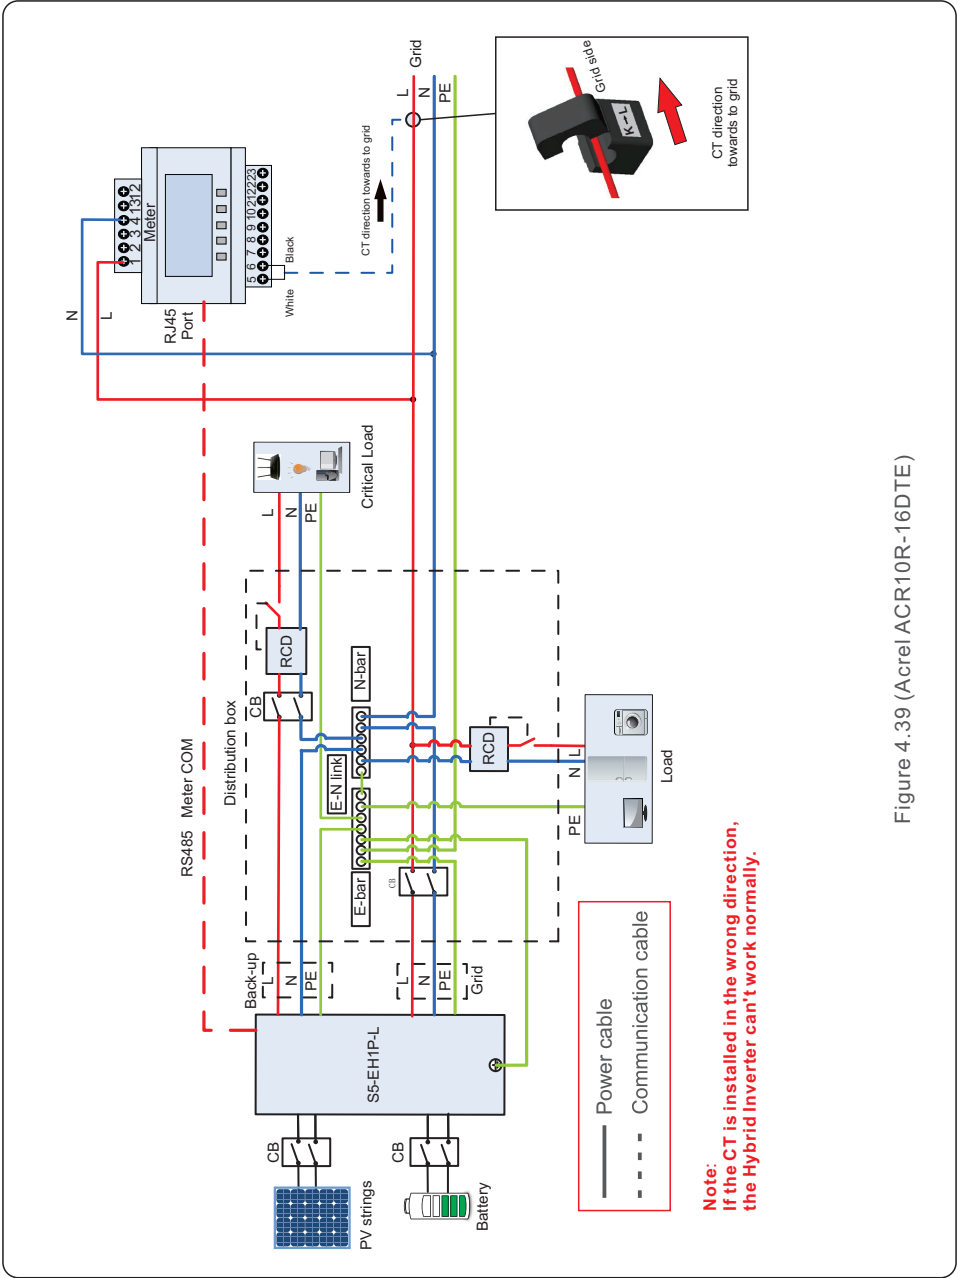 Grid
L
N
PE
Grid side
K→L
CT direction
towards to grid
CT direction towards to grid
1 2 3 4 13 12
Meter
5 6 7 8 9 10 21 22 23
White
Black
RJ45
Port
N
L
RS485 Meter COM
Critical Load
L
N
PE
Distribution box
CB
RCD
N-bar
E-N link
E-bar
CB
RCD
N
L
PE
Load
Back-up
L
N
PE
L
N
PE
Grid
S5-EH1P-L
CB
PV strings
CB
Battery
Power cable
Communication cable
Note:
If the CT is installed in the wrong direction,
the Hybrid Inverter can't work normally.
Figure 4.39 (Acrel ACR10R-16DTE)